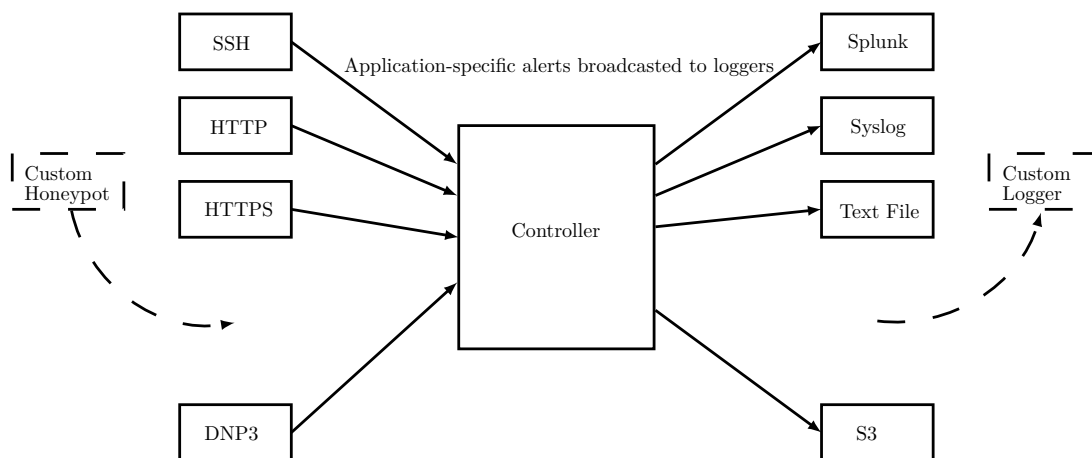 SSH
Splunk
Application-specific alerts broadcasted to loggers
HTTP
Syslog
Custom
Honeypot
Custom
Logger
HTTPS
Text File
Controller
DNP3
S3